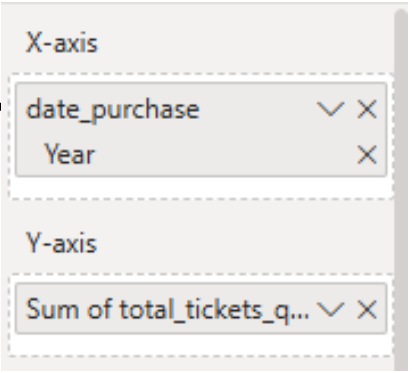 X-axis
date_purchase
Year
Y-axis
Sum of total_tickets_q...